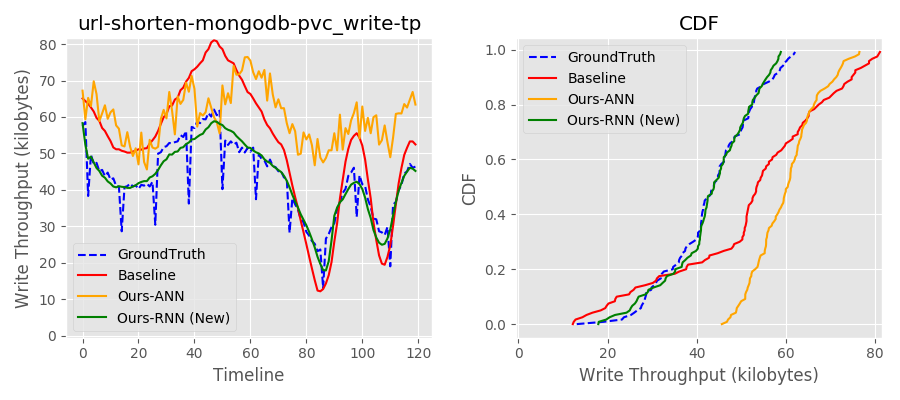 url-shorten-mongodb-pvc_write-tp
Write Throughput (kilobytes)
80
70
60
50
40
30
20
10
0
GroundTruth
Baseline
Ours-ANN
Ours-RNN (New)
0 20 40 60 80 100 120
Timeline
CDF
CDF
1.0
0.8
0.6
0.4
0.2
0.0
GroundTruth
Baseline
Ours-ANN
Ours-RNN (New)
0 20 40 60 80
Write Throughput (kilobytes)